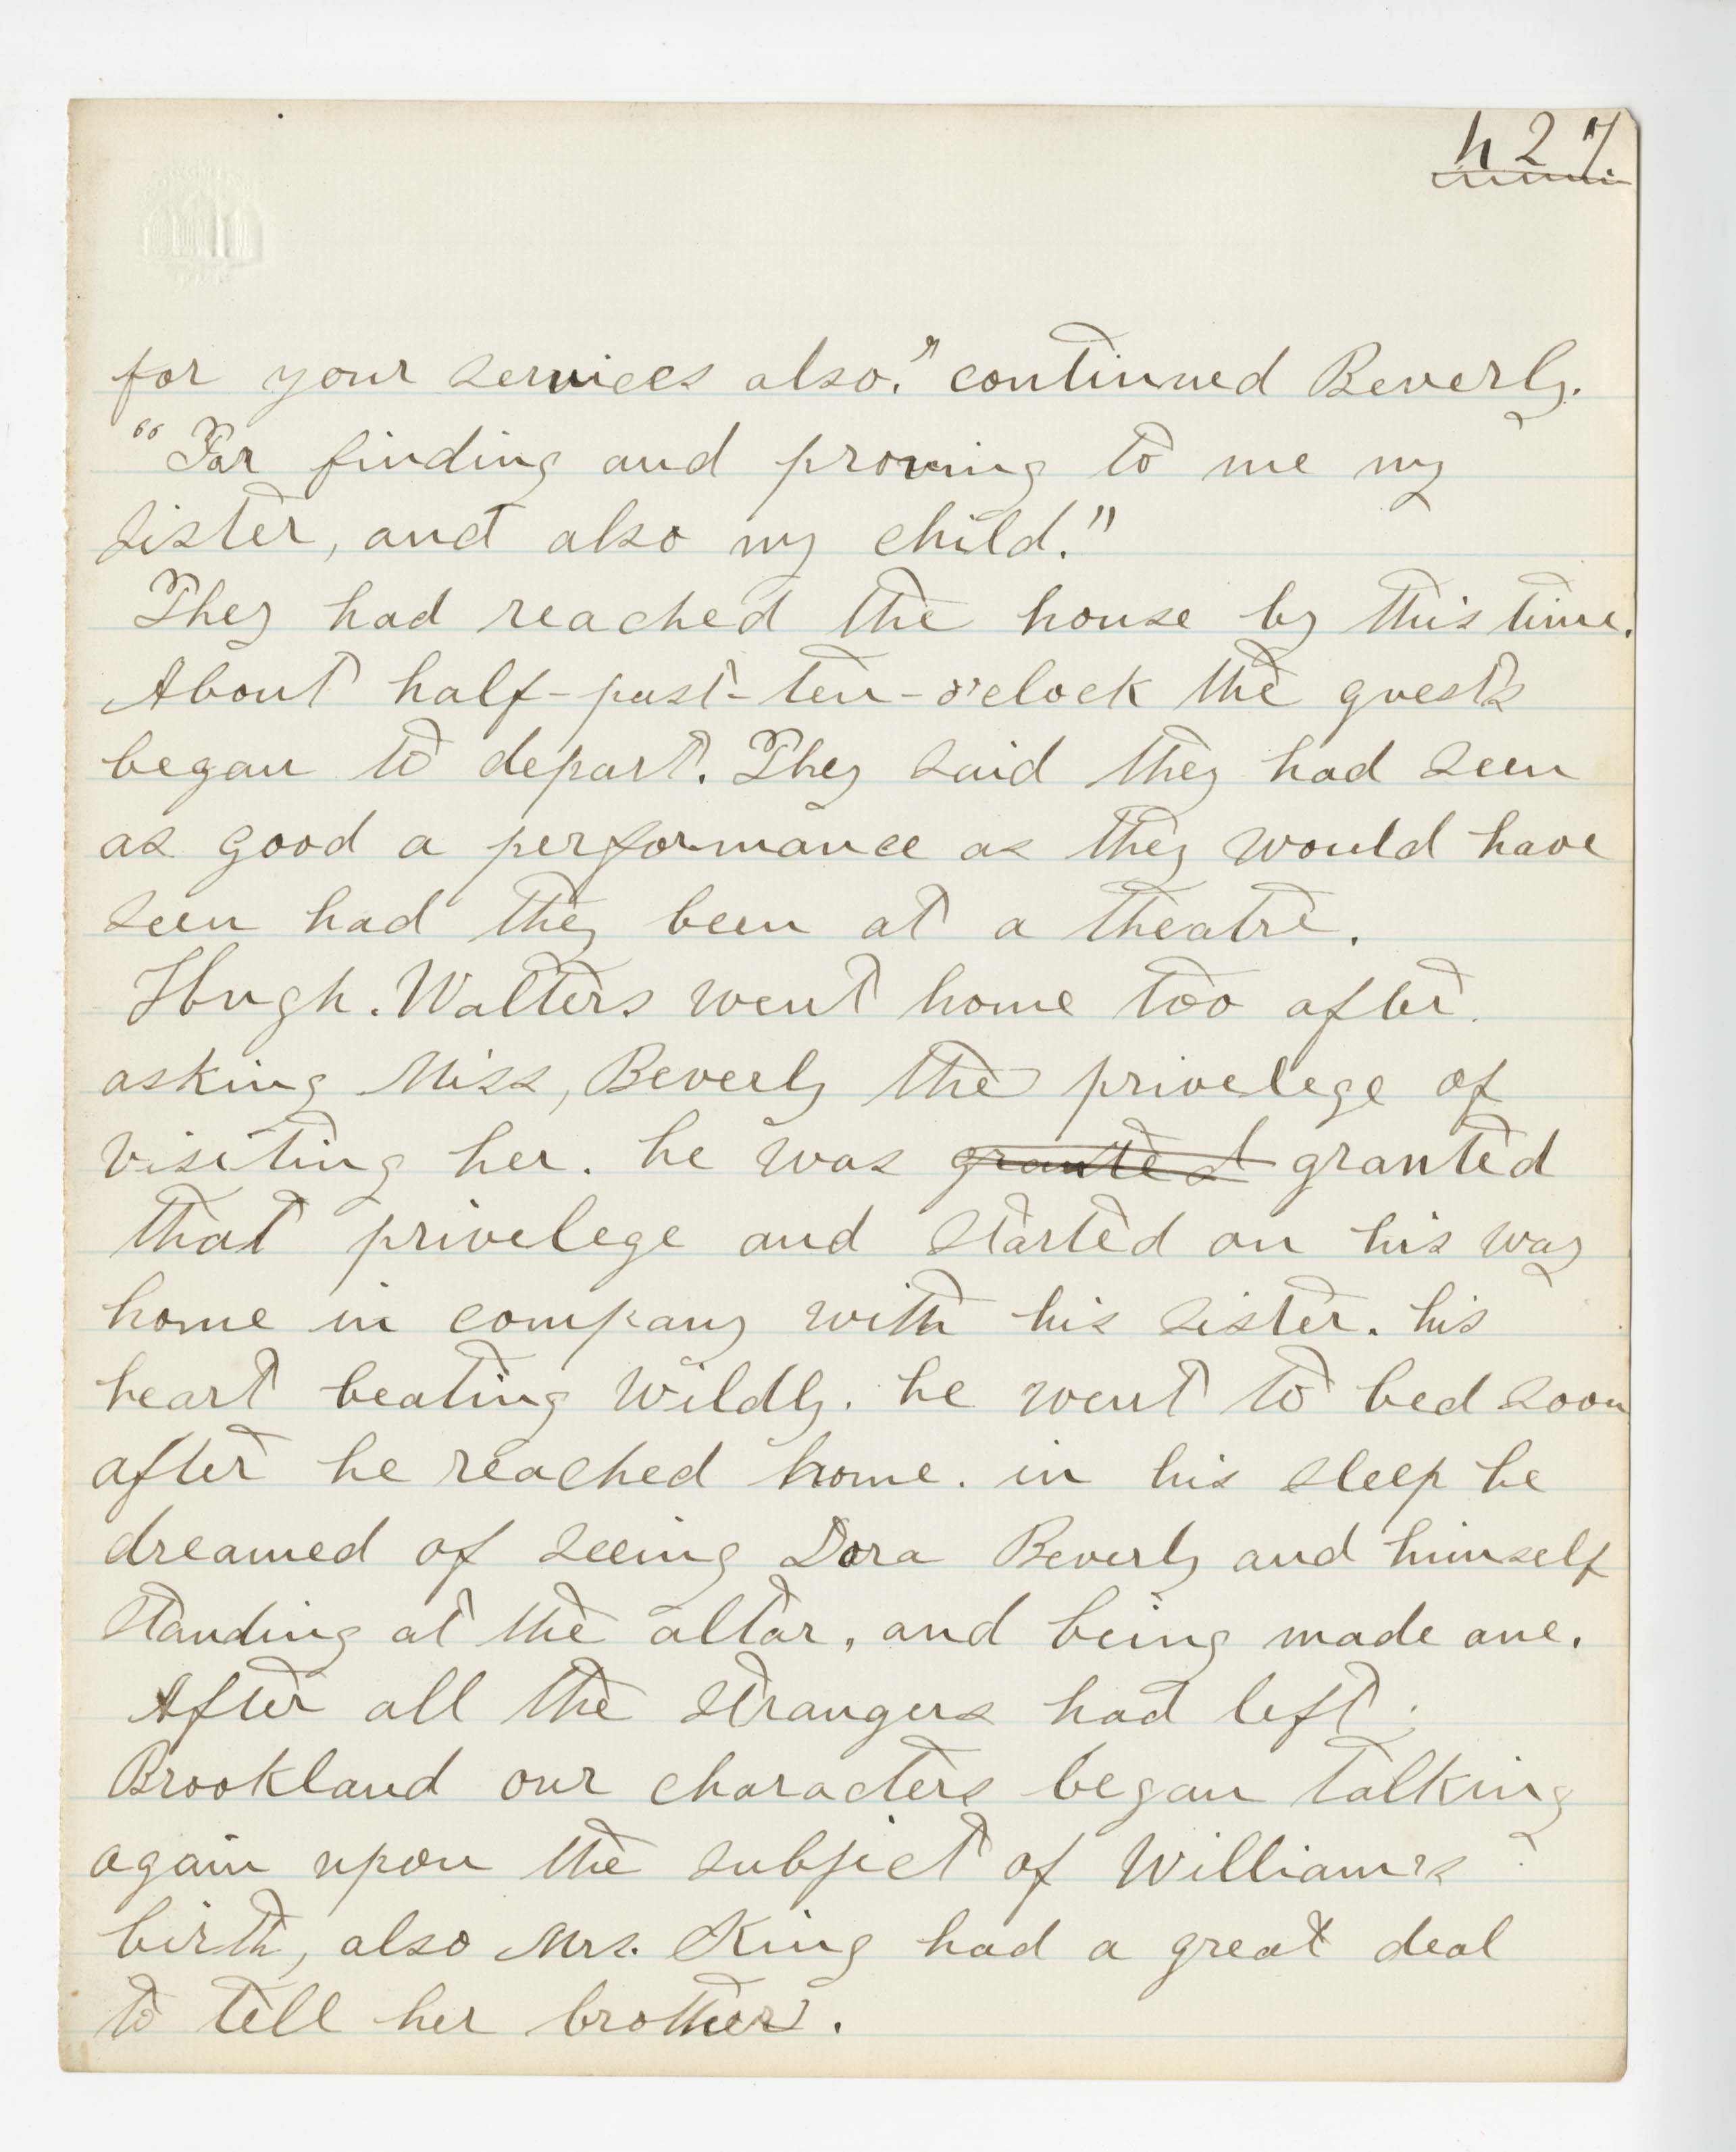 427
for your services also." continued Beverly.
"For finding and proving to me my
sister, and also my child."
They had reached the house by this time.
About half-past-ten-o'clock the guests
began to depart. They said they had seen
as good a performance as they would have
seen had they been at a theatre.
Hugh. Walters went home too after.
asking Miss, Beverly the privelege of
visiting her. he was granted granted
that privelege and started on his way
home in company with his sister. his
heart beating wildly. he went to bed soon
after he reached home. in his sleep he
dreamed of seeing Dora Beverly and himself
standing at the altar, and being made one.
After all the strangers had left.
Brookland our characters began talking
again upon the subject of William's
birth, also Mrs. King had a great deal
to tell her brother.